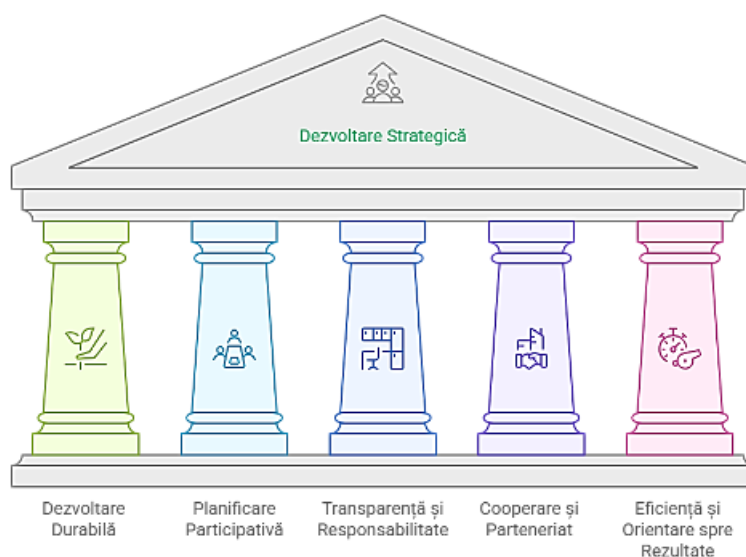 Dezvoltare Strategică
Dezvoltare
Durabilă
Planificare
Participativă
Transparență și
Responsabilitate
Cooperare și
Parteneriat
Eficiență și
Orientare spre
Rezultate